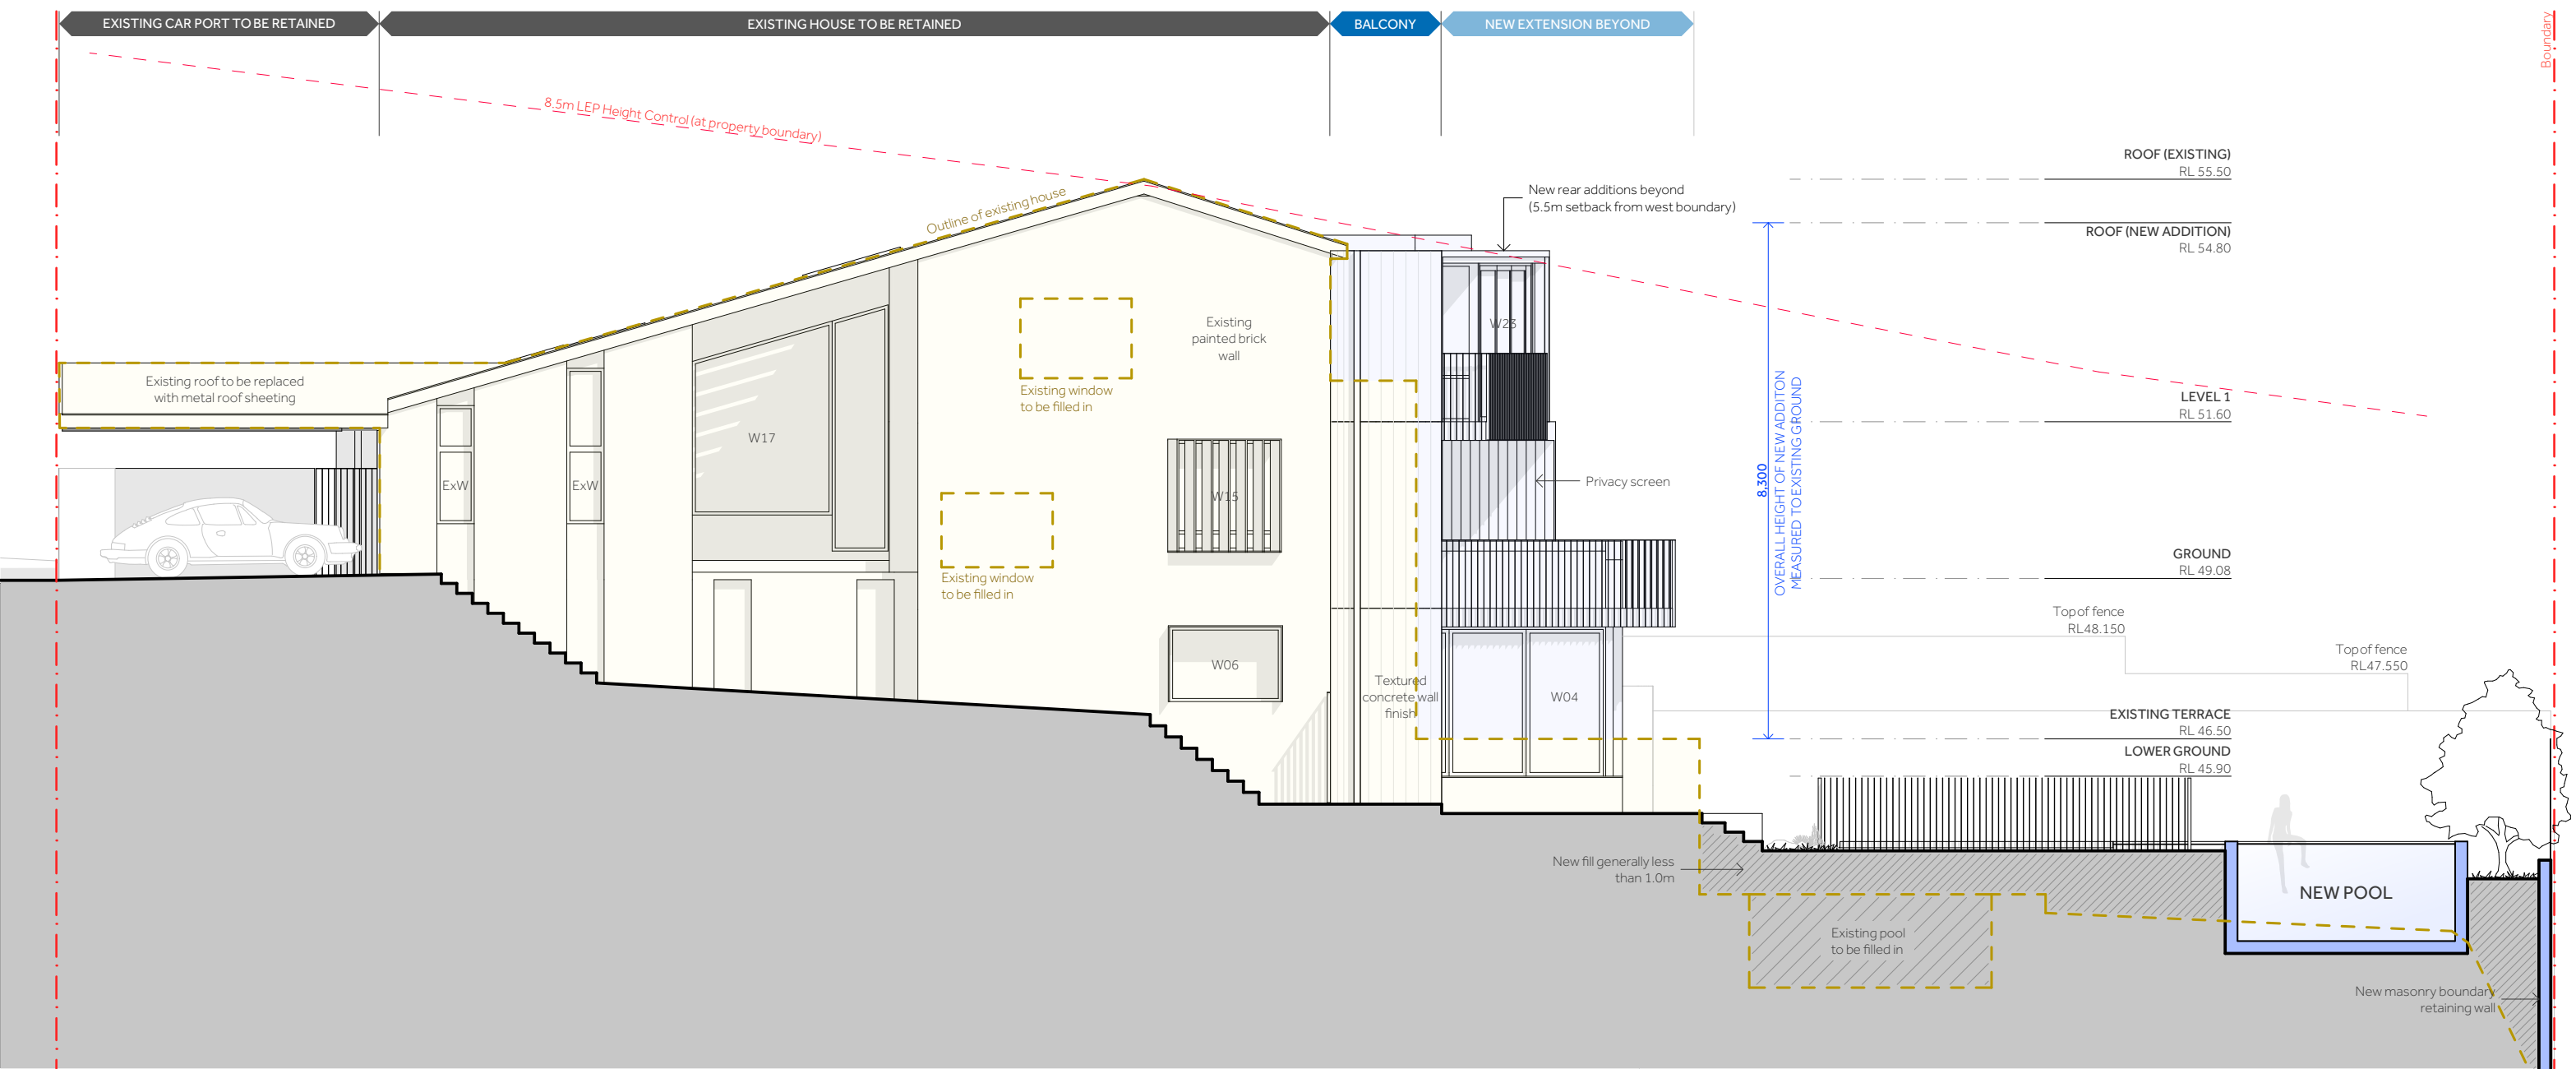 EXISTING CAR PORT TO BE RETAINED
EXISTING HOUSE TO BE RETAINED
BALCONY
NEW EXTENSION BEYOND
Boundary
8.5m LEP Height Control (at property boundary)
ROOF (EXISTING)
RL 55.50
New rear additions beyond
(5.5m setback from west boundary)
Outline of existing house
ROOF (NEW ADDITION)
RL 54.80
Existing
painted brick
wall
W23
Existing roof to be replaced
with metal roof sheeting
Existing window
to be filled in
LEVEL 1
RL 51.60
W17
ExW
ExW
W15
Privacy screen
8,300
OVERALL HEIGHT OF NEW ADDITON
MEASURED TO EXISTING GROUND
GROUND
RL 49.08
Existing window
to be filled in
Top of fence
RL48.150
Top of fence
RL47.550
W06
Textured
concrete wall
finish
W04
EXISTING TERRACE
RL 46.50
LOWER GROUND
RL 45.90
New fill generally less
than 1.0m
NEW POOL
Existing pool
to be filled in
New masonry boundary
retaining wall